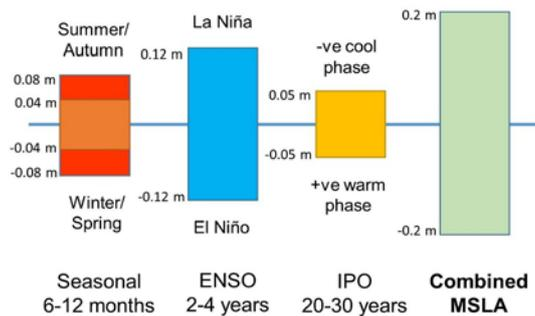 Summer/
Autumn
0.08 m
0.04 m
-0.04 m
-0.08 m
Winter/
Spring
Seasonal
6-12 months
La Niña
0.12 m
-0.12 m
El Niño
ENSO
2-4 years
-ve cool
phase
0.05 m
-0.05 m
+ve warm
phase
IPO
20-30 years
0.2 m
-0.2 m
Combined
MSLA